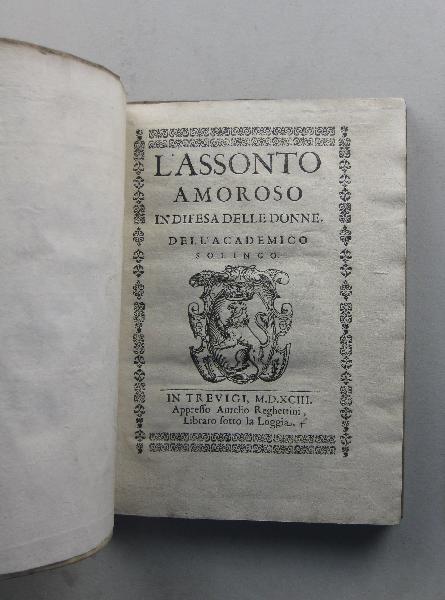 L'ASSONTO
AMOROSO
IN DIFESA DELLE DONNE.
DELL'ACADEMICO
SOLINGO.
IN TREVIGI, M.D.XCIII.
Appresso Aurelio Reghettini,
Libraro sotto la Loggia.